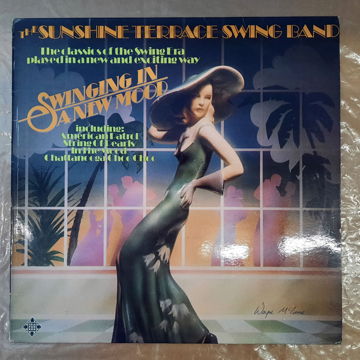 THE SUNSHINE TERRACE SWING BAND
The classics of the Swing Era
played in a new and exciting way
SWINGING IN
A NEW MOOD
including:
American Patrol
String Of Pearls
In The Mood
Chattanooga Choo Choo